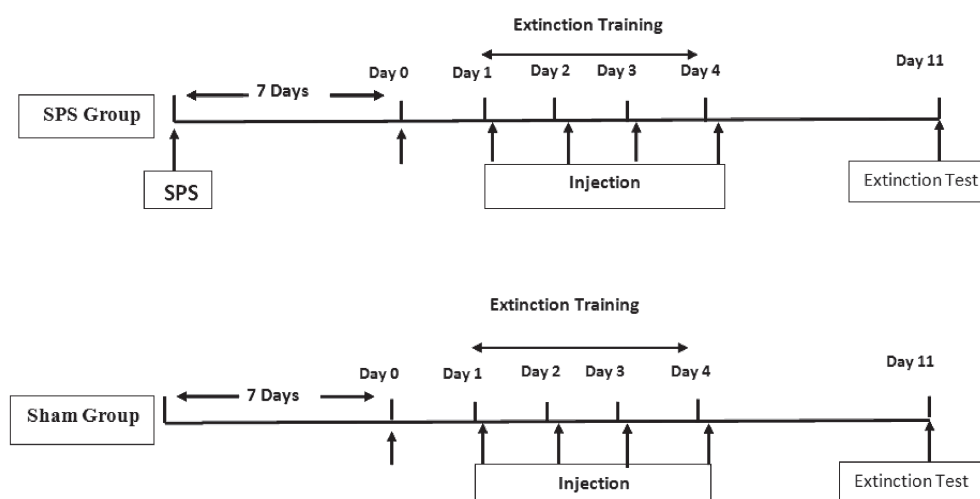 Extinction Training
Day 0 Day 1 Day 2 Day 3 Day 4 Day 11
7 Days
SPS Group
SPS
Injection
Extinction Test
Extinction Training
Day 0 Day 1 Day 2 Day 3 Day 4 Day 11
7 Days
Sham Group
Injection
Extinction Test